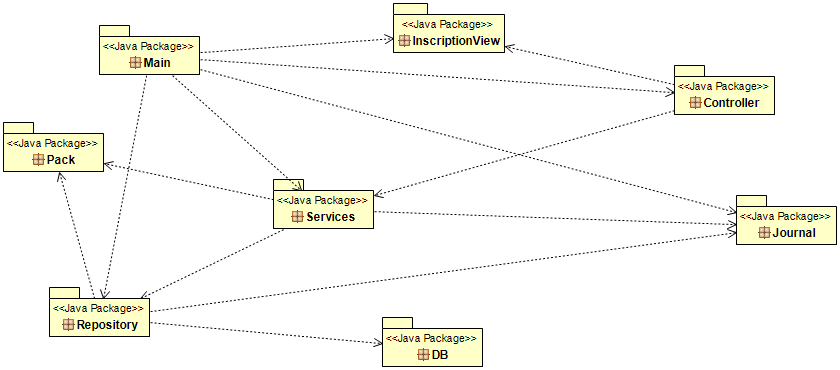 <<Java Package>>
InscriptionView
<<Java Package>>
Main
<<Java Package>>
Controller
<<Java Package>>
Pack
<<Java Package>>
Services
<<Java Package>>
Journal
<<Java Package>>
Repository
<<Java Package>>
DB